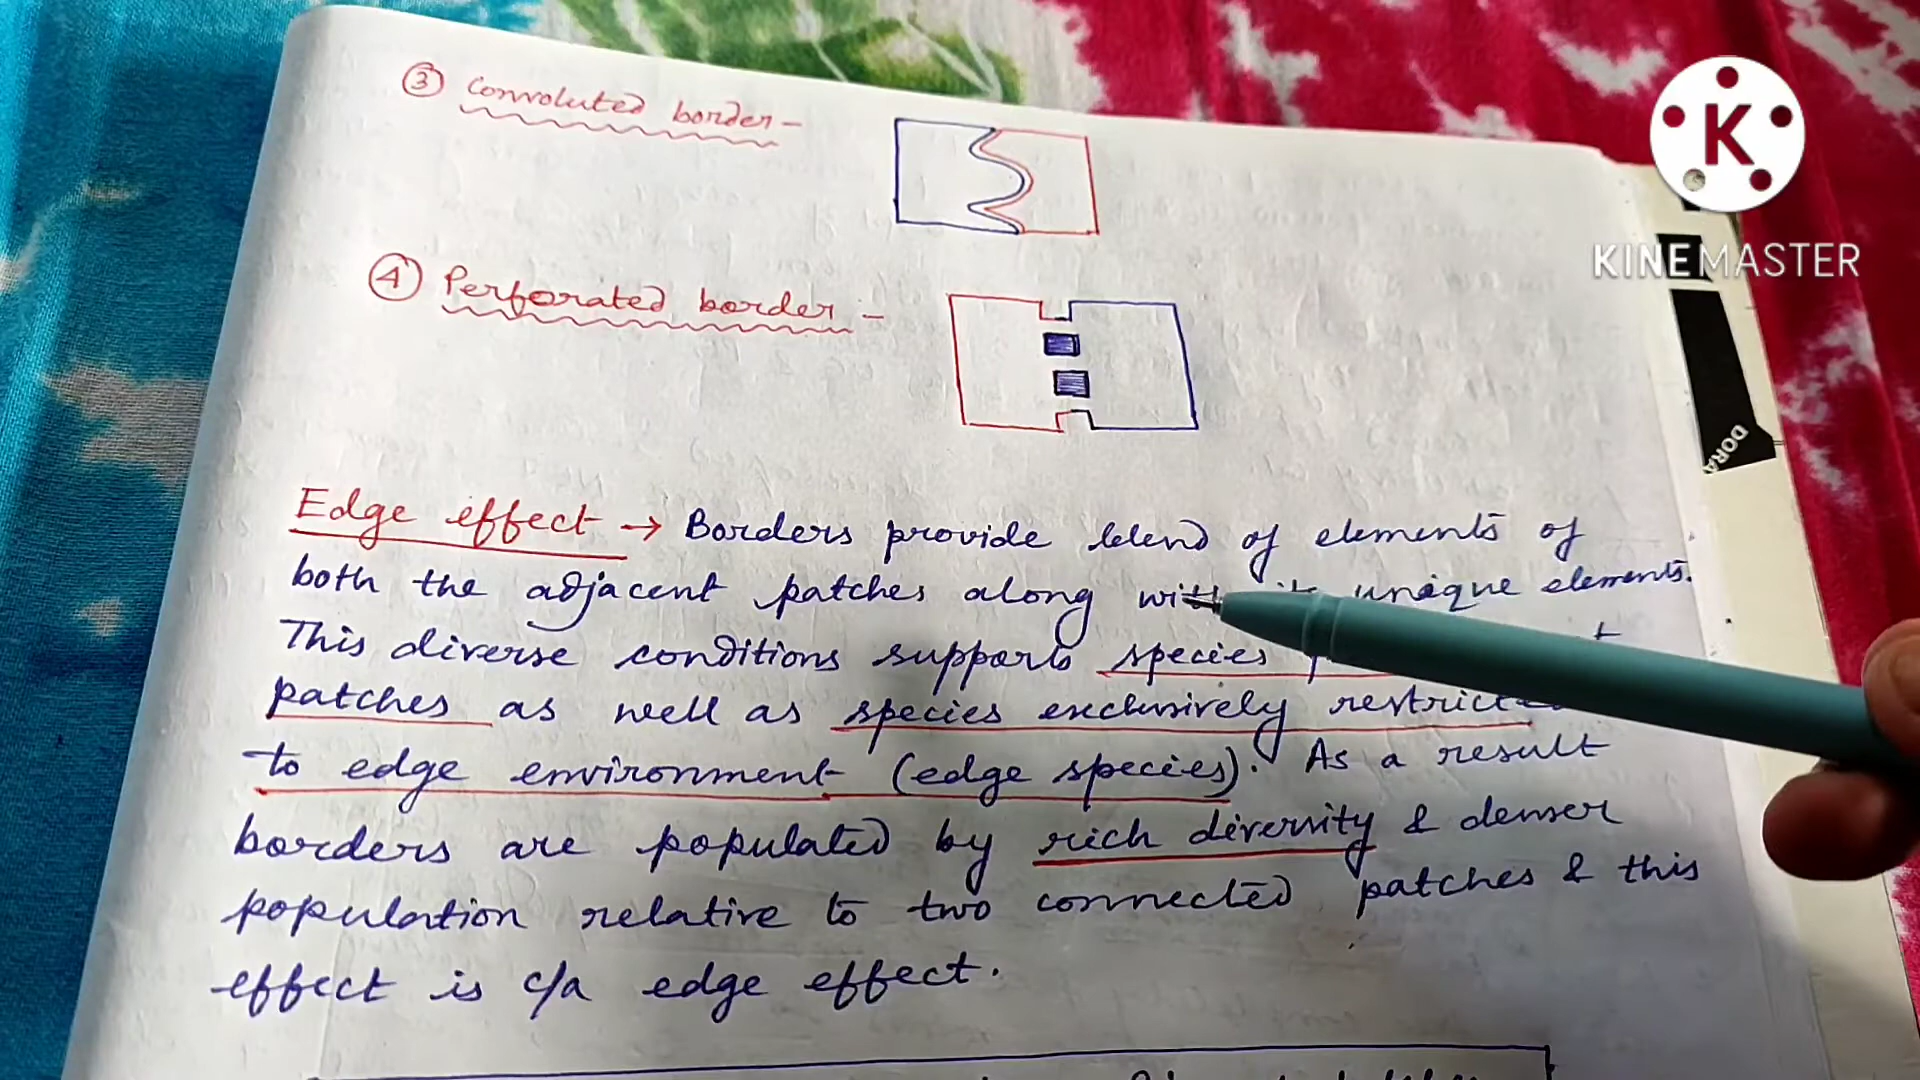 ③ Convoluted border -
④ Perforated border -
Edge effect → Borders provide blend of elements of
both the adjacent patches along with its unique elements.
This diverse conditions supports species
patches as well as species exclusively restricted
to edge environment (edge species). As a result
borders are populated by rich diversity & denser
population relative to two connected patches & this
effect is c/a edge effect.
K
KINEMASTER
DORA